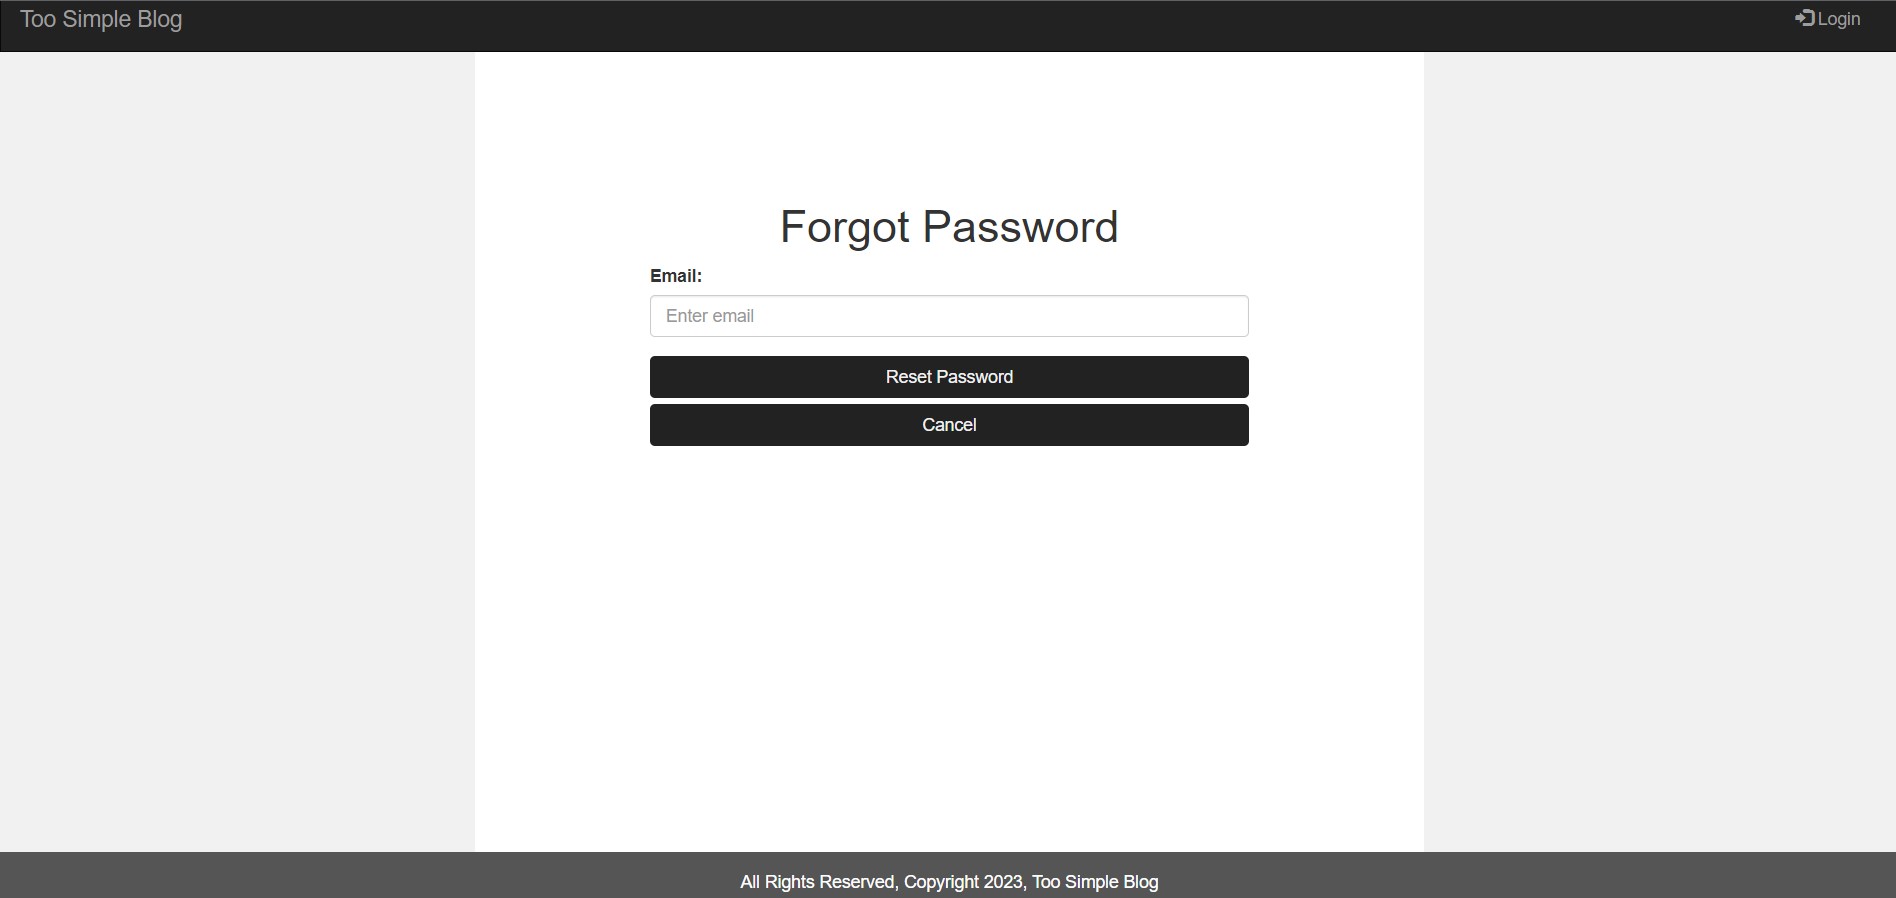 Too Simple Blog
Login
Forgot Password
Email:
Enter email
Reset Password
Cancel
All Rights Reserved, Copyright 2023, Too Simple Blog